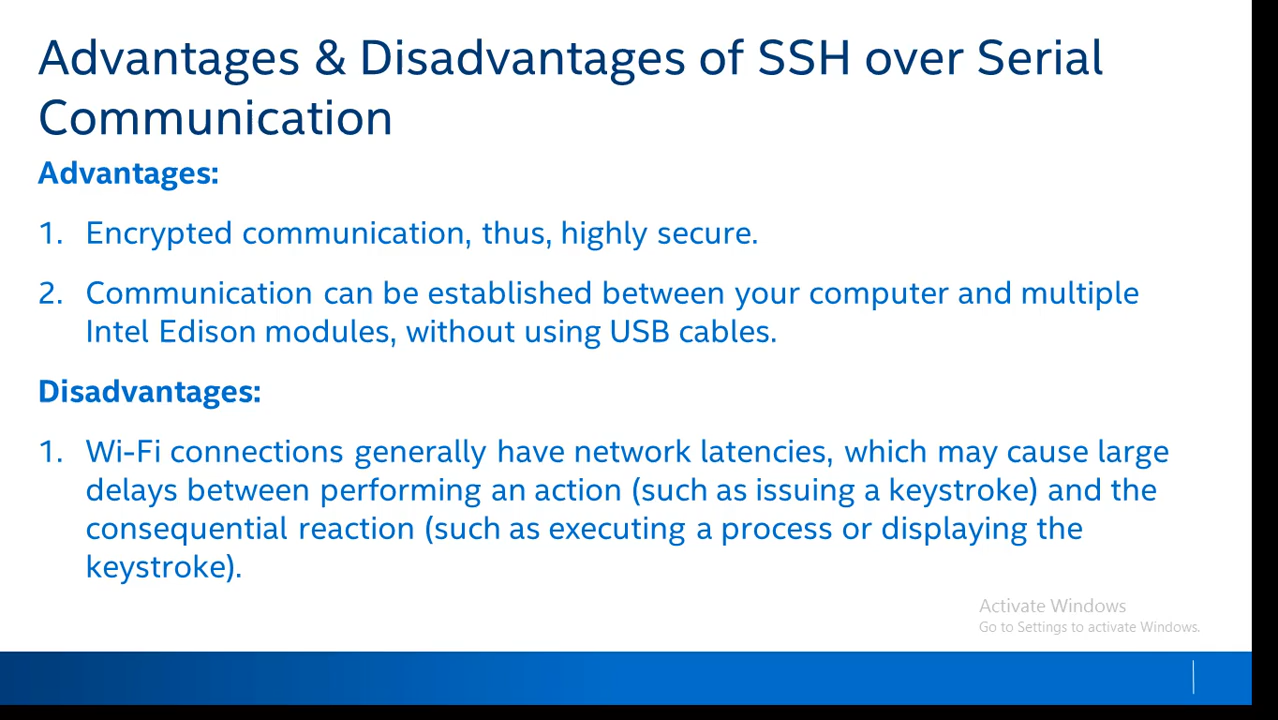 Advantages & Disadvantages of SSH over Serial
Communication
Advantages:
1. Encrypted communication, thus, highly secure.
2. Communication can be established between your computer and multiple
Intel Edison modules, without using USB cables.
Disadvantages:
1. Wi-Fi connections generally have network latencies, which may cause large
delays between performing an action (such as issuing a keystroke) and the
consequential reaction (such as executing a process or displaying the
keystroke).
Activate Windows
Go to Settings to activate Windows.